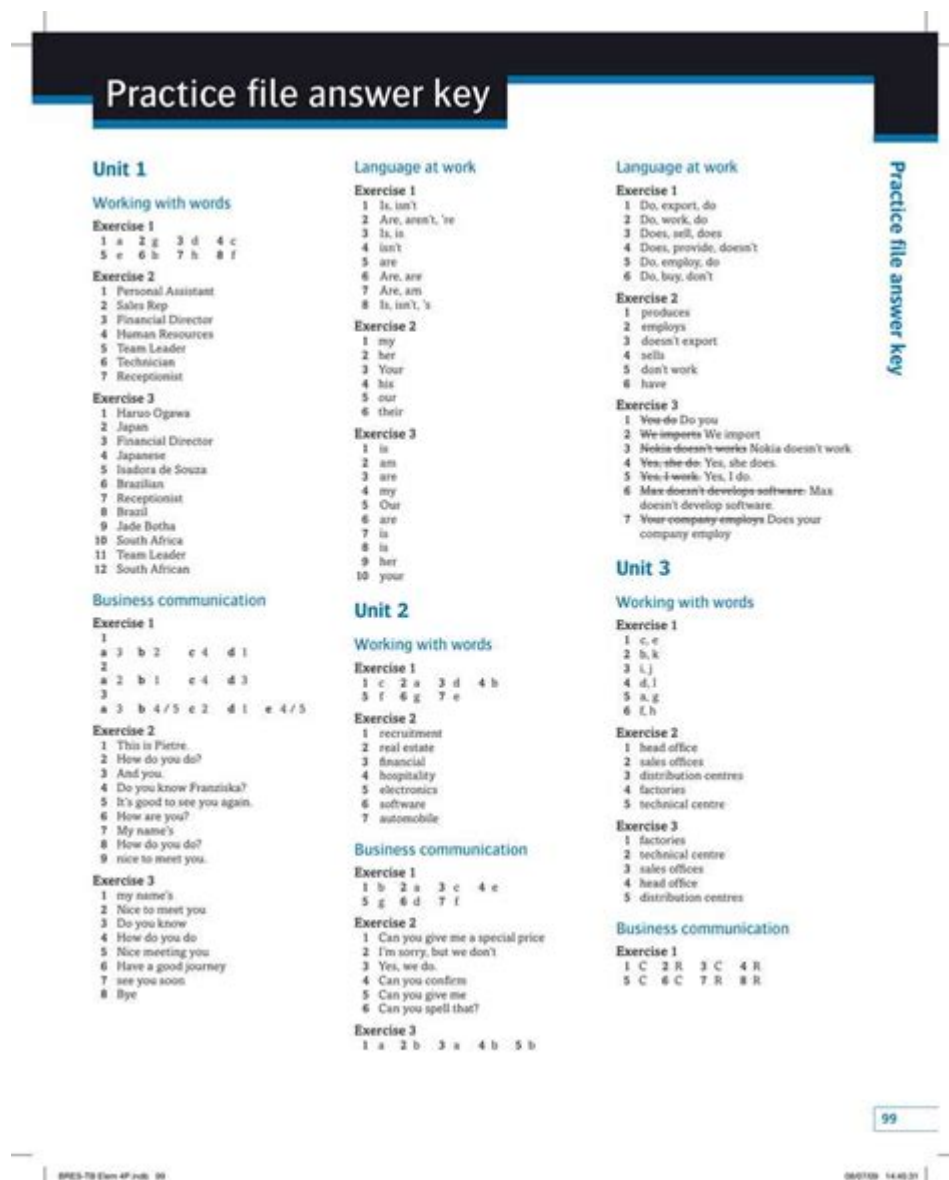 Practice file answer key
Unit 1
Working with words
Exercise 1
1 a 2 g 3 d 4 c
5 e 6 b 7 h 8 f
Exercise 2
1 Personal Assistant
2 Sales Rep
3 Financial Director
4 Human Resources
5 Team Leader
6 Technician
7 Receptionist
Exercise 3
1 Haruo Ogawa
2 Japan
3 Financial Director
4 Japanese
5 Isadora de Souza
6 Brazilian
7 Receptionist
8 Brazil
9 Jade Botha
10 South Africa
11 Team Leader
12 South African
Business communication
Exercise 1
1
a 3 b 2 c 4 d 1
2
a 2 b 1 c 4 d 3
3
a 3 b 4/5 c 2 d 1 e 4/5
Exercise 2
1 This is Pietre.
2 How do you do?
3 And you.
4 Do you know Franziska?
5 It's good to see you again.
6 How are you?
7 My name's
8 How do you do?
9 nice to meet you.
Exercise 3
1 my name's
2 Nice to meet you
3 Do you know
4 How do you do
5 Nice meeting you
6 Have a good journey
7 see you soon
8 Bye
Language at work
Exercise 1
1 Is, isn't
2 Are, aren't, 're
3 Is, is
4 isn't
5 are
6 Are, are
7 Are, am
8 Is, isn't, 's
Exercise 2
1 my
2 her
3 Your
4 his
5 our
6 their
Exercise 3
1 is
2 am
3 are
4 my
5 Our
6 are
7 is
8 is
9 her
10 your
Unit 2
Working with words
Exercise 1
1 c 2 a 3 d 4 b
5 f 6 g 7 e
Exercise 2
1 recruitment
2 real estate
3 financial
4 hospitality
5 electronics
6 software
7 automobile
Business communication
Exercise 1
1 b 2 a 3 c 4 e
5 g 6 d 7 f
Exercise 2
1 Can you give me a special price
2 I'm sorry, but we don't
3 Yes, we do.
4 Can you confirm
5 Can you give me
6 Can you spell that?
Exercise 3
1 a 2 b 3 a 4 b 5 b
Language at work
Exercise 1
1 Do, export, do
2 Do, work, do
3 Does, sell, does
4 Does, provide, doesn't
5 Do, employ, do
6 Do, buy, don't
Exercise 2
1 produces
2 employs
3 doesn't export
4 sells
5 don't work
6 have
Exercise 3
1 You do Do you
2 We imports We import
3 Nokia doesn't works Nokia doesn't work
4 Yes, she do. Yes, she does.
5 Yes, I work. Yes, I do.
6 Max doesn't develops software. Max
doesn't develop software.
7 Your company employs Does your
company employ
Unit 3
Working with words
Exercise 1
1 c, e
2 b, k
3 i, j
4 d, l
5 a, g
6 f, h
Exercise 2
1 head office
2 sales offices
3 distribution centres
4 factories
5 technical centre
Exercise 3
1 factories
2 technical centre
3 sales offices
4 head office
5 distribution centres
Business communication
Exercise 1
1 C 2 R 3 C 4 R
5 C 6 C 7 R 8 R
Practice file answer key
99
BRES-TB Elem 4P.indb 99